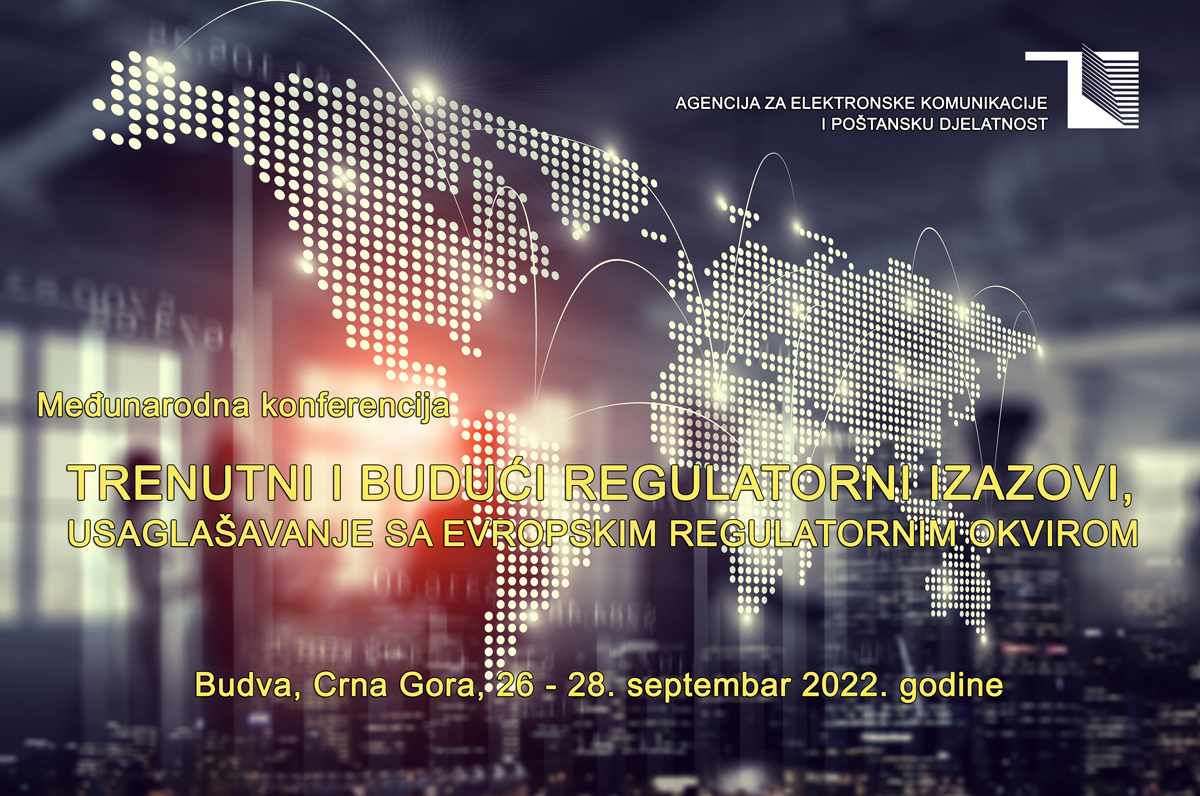 AGENCIJA ZA ELEKTRONSKE KOMUNIKACIJE
I POŠTANSKU DJELATNOST
Međunarodna konferencija
TRENUTNI I BUDUĆI REGULATORNI IZAZOVI,
USAGLAŠAVANJE SA EVROPSKIM REGULATORNIM OKVIROM
Budva, Crna Gora, 26 - 28. septembar 2022. godine